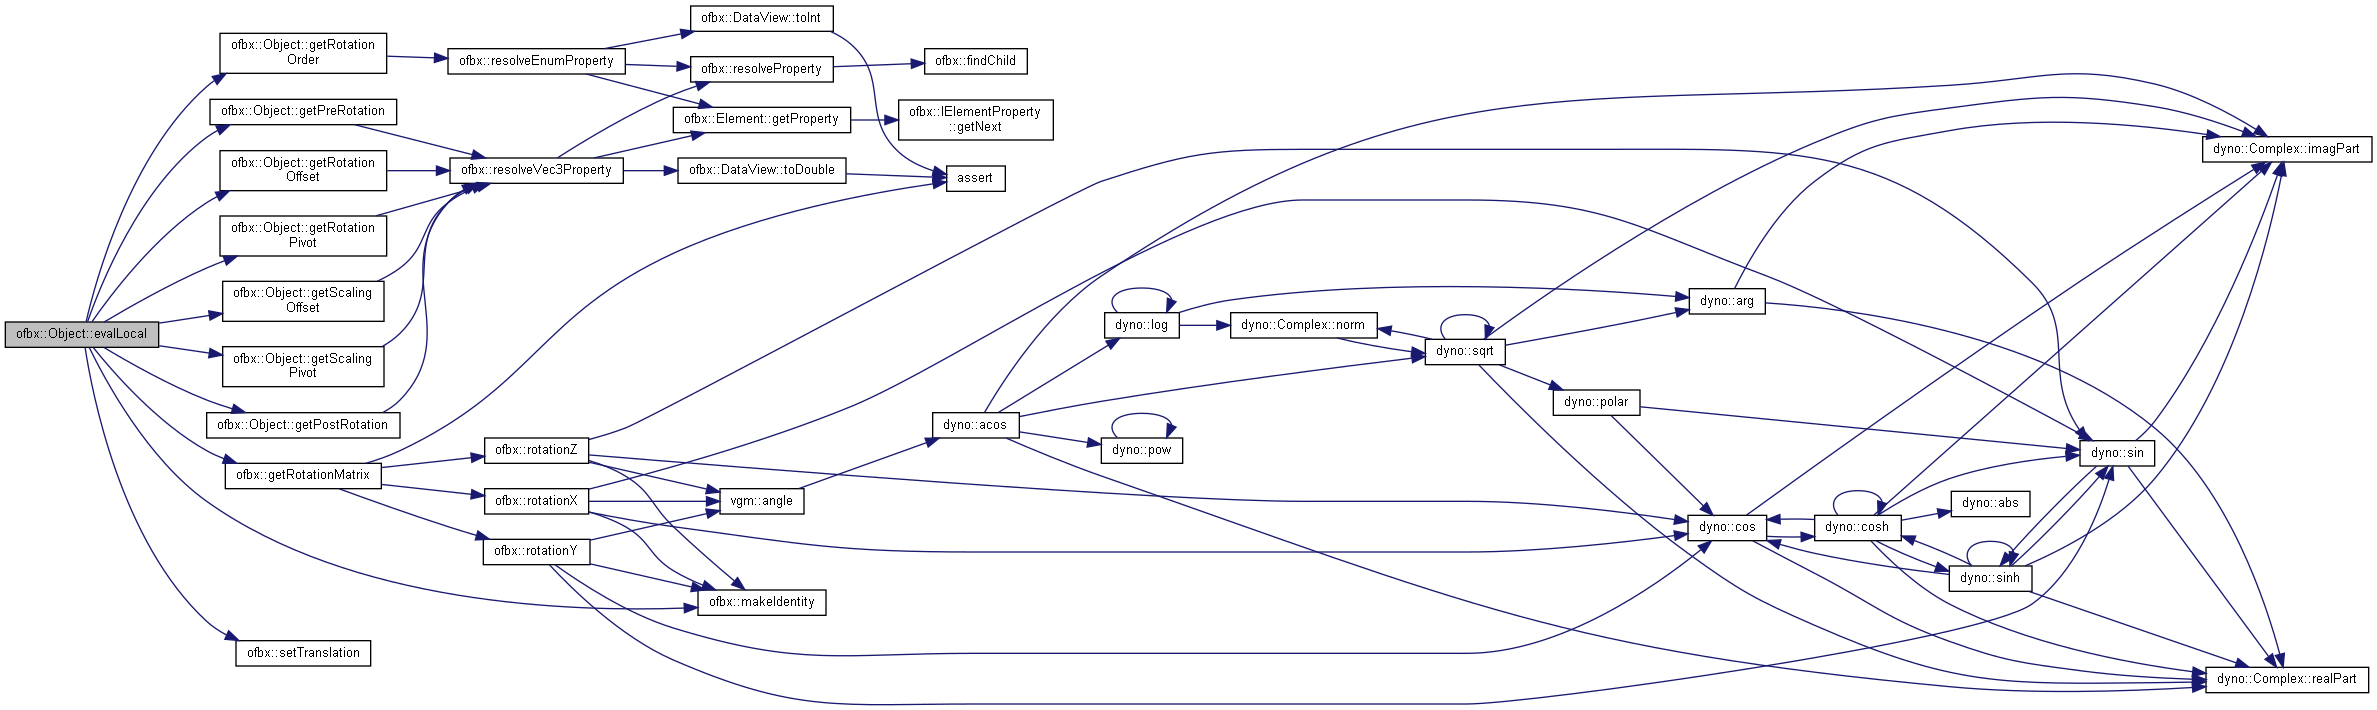 ofbx::Object::evalLocal
ofbx::Object::getRotation
Order
ofbx::Object::getPreRotation
ofbx::Object::getRotation
Offset
ofbx::Object::getRotation
Pivot
ofbx::Object::getScaling
Offset
ofbx::Object::getScaling
Pivot
ofbx::Object::getPostRotation
ofbx::getRotationMatrix
ofbx::setTranslation
ofbx::resolveEnumProperty
ofbx::resolveVec3Property
ofbx::rotationZ
ofbx::rotationX
ofbx::rotationY
ofbx::DataView::toInt
ofbx::resolveProperty
ofbx::Element::getProperty
ofbx::DataView::toDouble
vgm::angle
ofbx::makeIdentity
ofbx::findChild
ofbx::IElementProperty
::getNext
assert
dyno::acos
dyno::log
dyno::pow
dyno::Complex::norm
dyno::sqrt
dyno::polar
dyno::arg
dyno::cos
dyno::cosh
dyno::abs
dyno::sinh
dyno::sin
dyno::Complex::imagPart
dyno::Complex::realPart